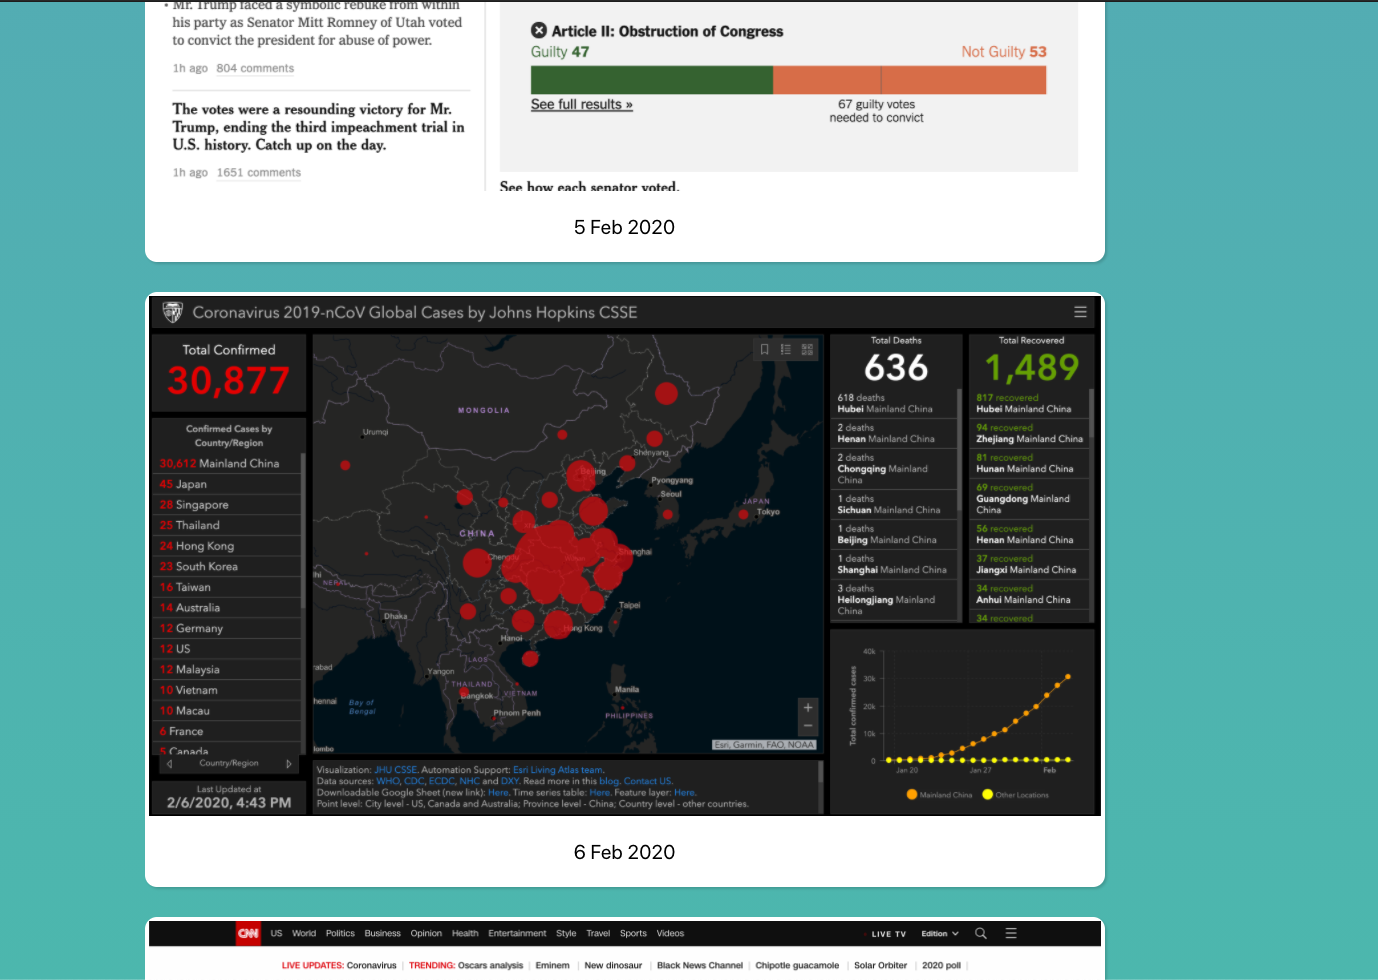 • Mr. Trump faced a symbolic rebuke from within
his party as Senator Mitt Romney of Utah voted
to convict the president for abuse of power.
1h ago 804 comments
The votes were a resounding victory for Mr.
Trump, ending the third impeachment trial in
U.S. history. Catch up on the day.
1h ago 1651 comments
Article II: Obstruction of Congress
Guilty 47 Not Guilty 53
See full results »
67 guilty votes
needed to convict
See how each senator voted.
5 Feb 2020
Coronavirus 2019-nCoV Global Cases by Johns Hopkins CSSE
Total Confirmed
30,877
Confirmed Cases by
Country/Region
30,612 Mainland China
45 Japan
28 Singapore
25 Thailand
24 Hong Kong
23 South Korea
16 Taiwan
14 Australia
12 Germany
12 US
12 Malaysia
10 Vietnam
10 Macau
6 France
5 Canada
Country/Region
Last Updated at
2/6/2020, 4:43 PM
MONGOLIA
Urumqi
Shenyang
Beijing
Pyongyang
Seoul
JAPAN
Tokyo
CHINA
Shanghai
NEPAL
Taipei
Dhaka
Hong Kong
Hanoi
LAOS
Yangon
THAILAND
Bangkok
VIETNAM
Manila
Bay of
Bengal
Phnom Penh
PHILIPPINES
+
−
Esri, Garmin, FAO, NOAA
Visualization: JHU CSSE. Automation Support: Esri Living Atlas team.
Data sources: WHO, CDC, ECDC, NHC and DXY. Read more in this blog. Contact US.
Downloadable Google Sheet (new link): Here. Time series table: Here. Feature layer: Here.
Point level: City level - US, Canada and Australia; Province level - China; Country level - other countries.
Total Deaths
636
618 deaths
Hubei Mainland China
2 deaths
Henan Mainland China
2 deaths
Chongqing Mainland
China
1 deaths
Sichuan Mainland China
1 deaths
Beijing Mainland China
1 deaths
Shanghai Mainland China
3 deaths
Heilongjiang Mainland
China
Total Recovered
1,489
817 recovered
Hubei Mainland China
94 recovered
Zhejiang Mainland China
81 recovered
Hunan Mainland China
69 recovered
Guangdong Mainland
China
56 recovered
Henan Mainland China
37 recovered
Jiangxi Mainland China
34 recovered
Anhui Mainland China
34 recovered
Total confirmed cases
40k
30k
20k
10k
0
Jan 20 Jan 27 Feb
Mainland China Other Locations
6 Feb 2020
CNN US World Politics Business Opinion Health Entertainment Style Travel Sports Videos LIVE TV Edition
LIVE UPDATES: Coronavirus | TRENDING: Oscars analysis | Eminem | New dinosaur | Black News Channel | Chipotle guacamole | Solar Orbiter | 2020 poll |